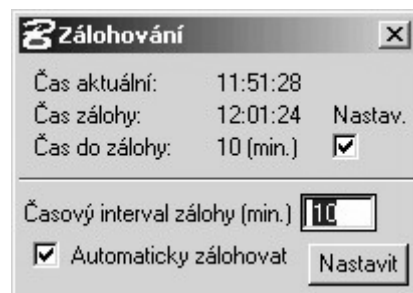 Zálohování
Čas aktuální: 11:51:28
Čas zálohy: 12:01:24 Nastav.
Čas do zálohy: 10 (min.)
Časový interval zálohy (min.) 10
Automaticky zálohovat Nastavit